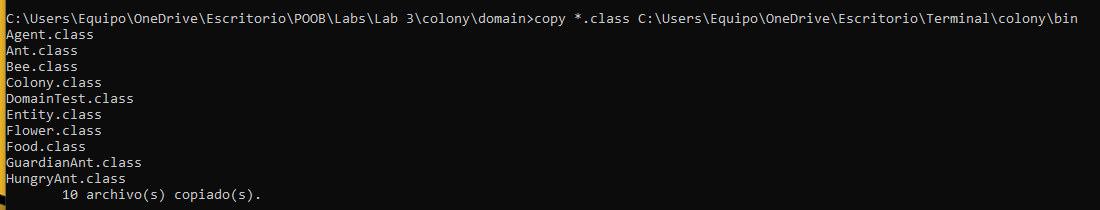 C:\Users\Equipo\OneDrive\Escritorio\POOB\Labs\Lab 3\colony\domain>copy *.class C:\Users\Equipo\OneDrive\Escritorio\Terminal\colony\bin
Agent.class
Ant.class
Bee.class
Colony.class
DomainTest.class
Entity.class
Flower.class
Food.class
GuardianAnt.class
HungryAnt.class
       10 archivo(s) copiado(s).